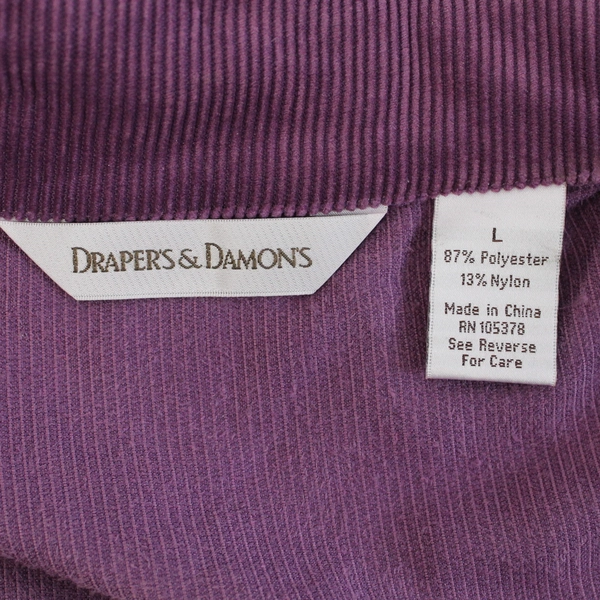 DRAPER'S & DAMON'S
L
87% Polyester
13% Nylon
Made in China
RN 105378
See Reverse
For Care